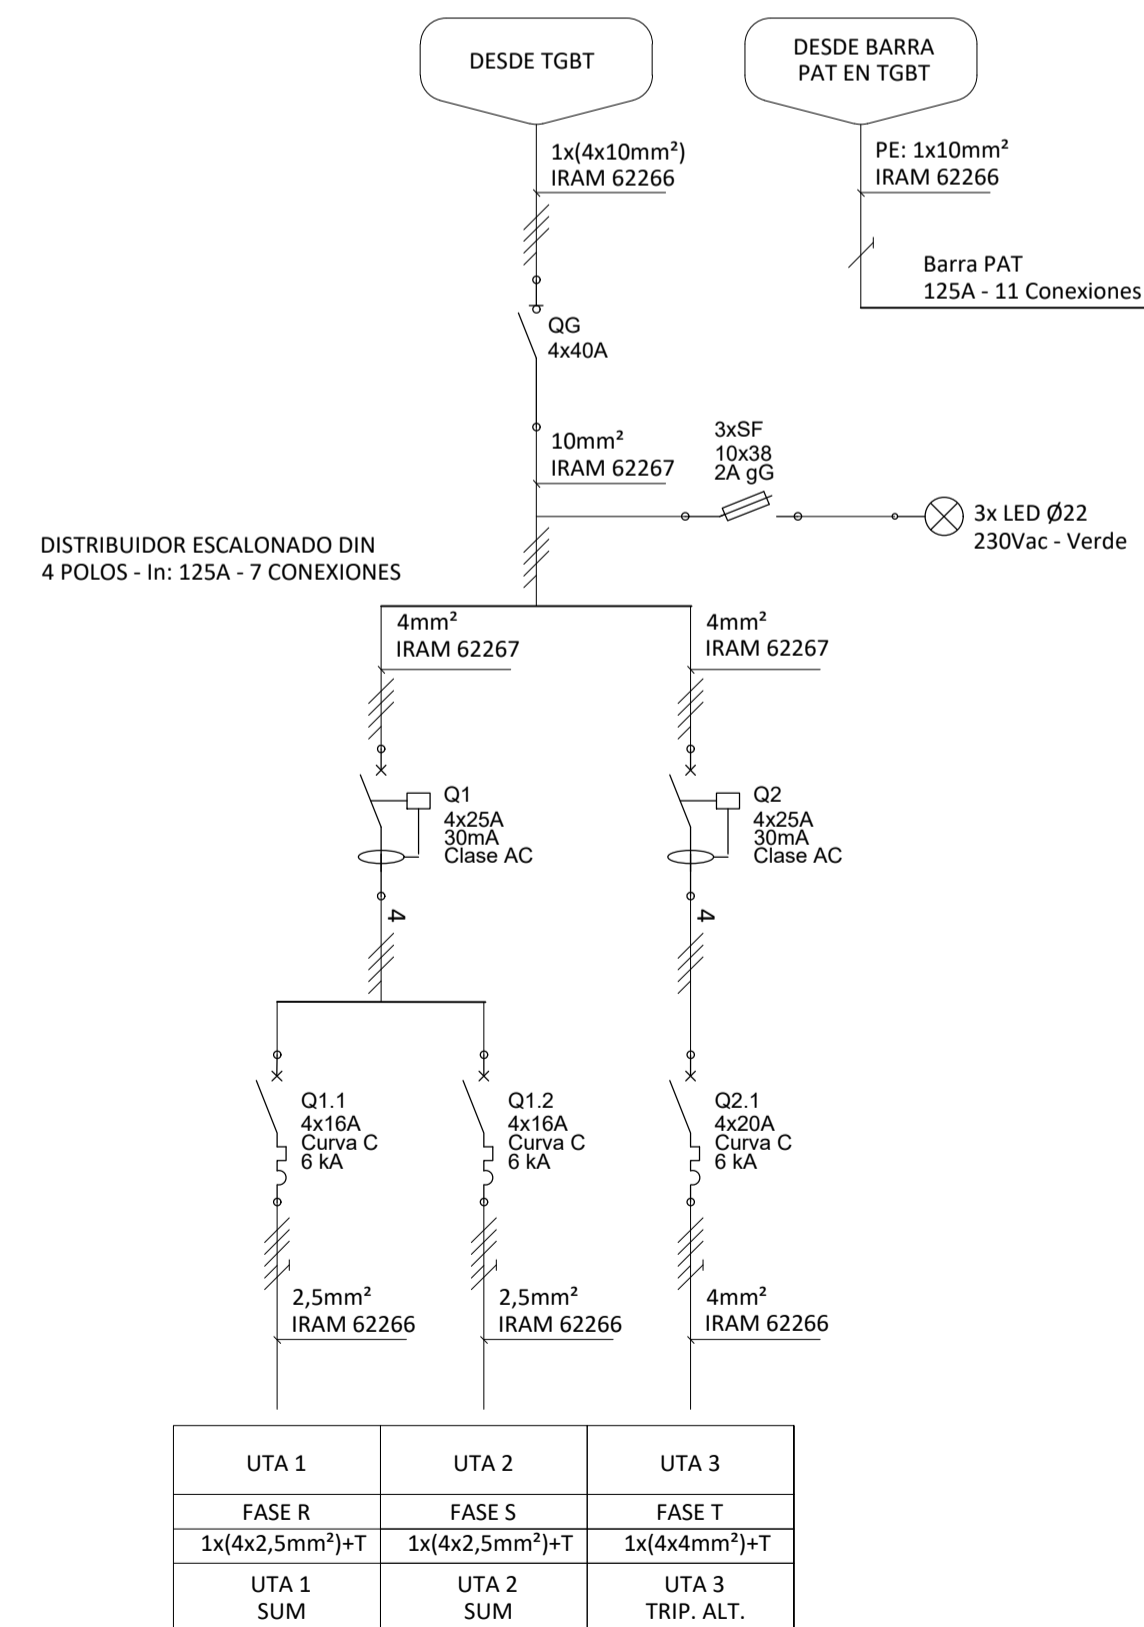 DESDE TGBT
DESDE BARRA
PAT EN TGBT
1x(4x10mm²)
IRAM 62266
PE: 1x10mm²
IRAM 62266
Barra PAT
125A - 11 Conexiones
QG
4x40A
10mm²
IRAM 62267
3xSF
10x38
2A gG
3x LED Ø22
230Vac - Verde
DISTRIBUIDOR ESCALONADO DIN
4 POLOS - In: 125A - 7 CONEXIONES
4mm²
IRAM 62267
4mm²
IRAM 62267
Q1
4x25A
30mA
Clase AC
Q2
4x25A
30mA
Clase AC
4
4
Q1.1
4x16A
Curva C
6 kA
Q1.2
4x16A
Curva C
6 kA
Q2.1
4x20A
Curva C
6 kA
2,5mm²
IRAM 62266
2,5mm²
IRAM 62266
4mm²
IRAM 62266
UTA 1
UTA 2
UTA 3
FASE R
FASE S
FASE T
1x(4x2,5mm²)+T
1x(4x2,5mm²)+T
1x(4x4mm²)+T
UTA 1
SUM
UTA 2
SUM
UTA 3
TRIP. ALT.